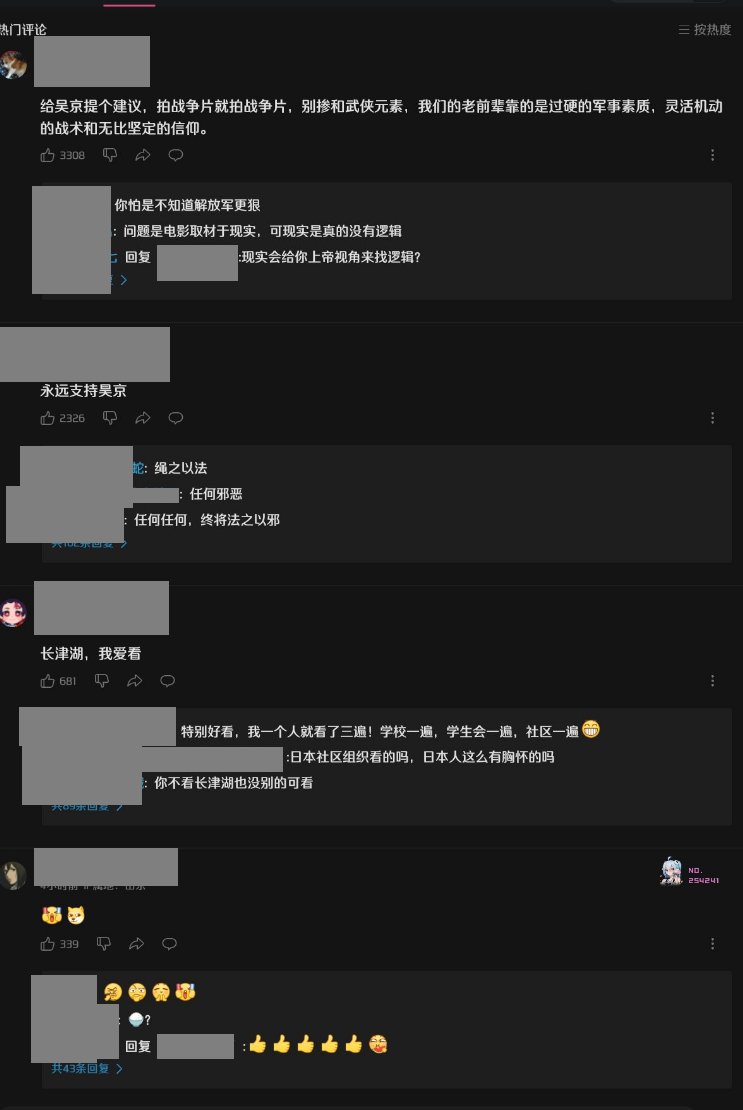 热门评论
按热度
给吴京提个建议，拍战争片就拍战争片，别掺和武侠元素，我们的老前辈靠的是过硬的军事素质，灵活机动
的战术和无比坚定的信仰。
3308
你怕是不知道解放军更狠
：问题是电影取材于现实，可现实是真的没有逻辑
回复 :现实会给你上帝视角来找逻辑?
永远支持吴京
2326
蛇：绳之以法
：任何邪恶
：任何任何，终将法之以邪
共102条回复 >
长津湖，我爱看
681
特别好看，我一个人就看了三遍！学校一遍，学生会一遍，社区一遍😁
:日本社区组织看的吗，日本人这么有胸怀的吗
：你不看长津湖也没别的可看
共89条回复 >
NO.
254241
339
：🍚?
回复 :👍👍👍👍👍
共43条回复 >